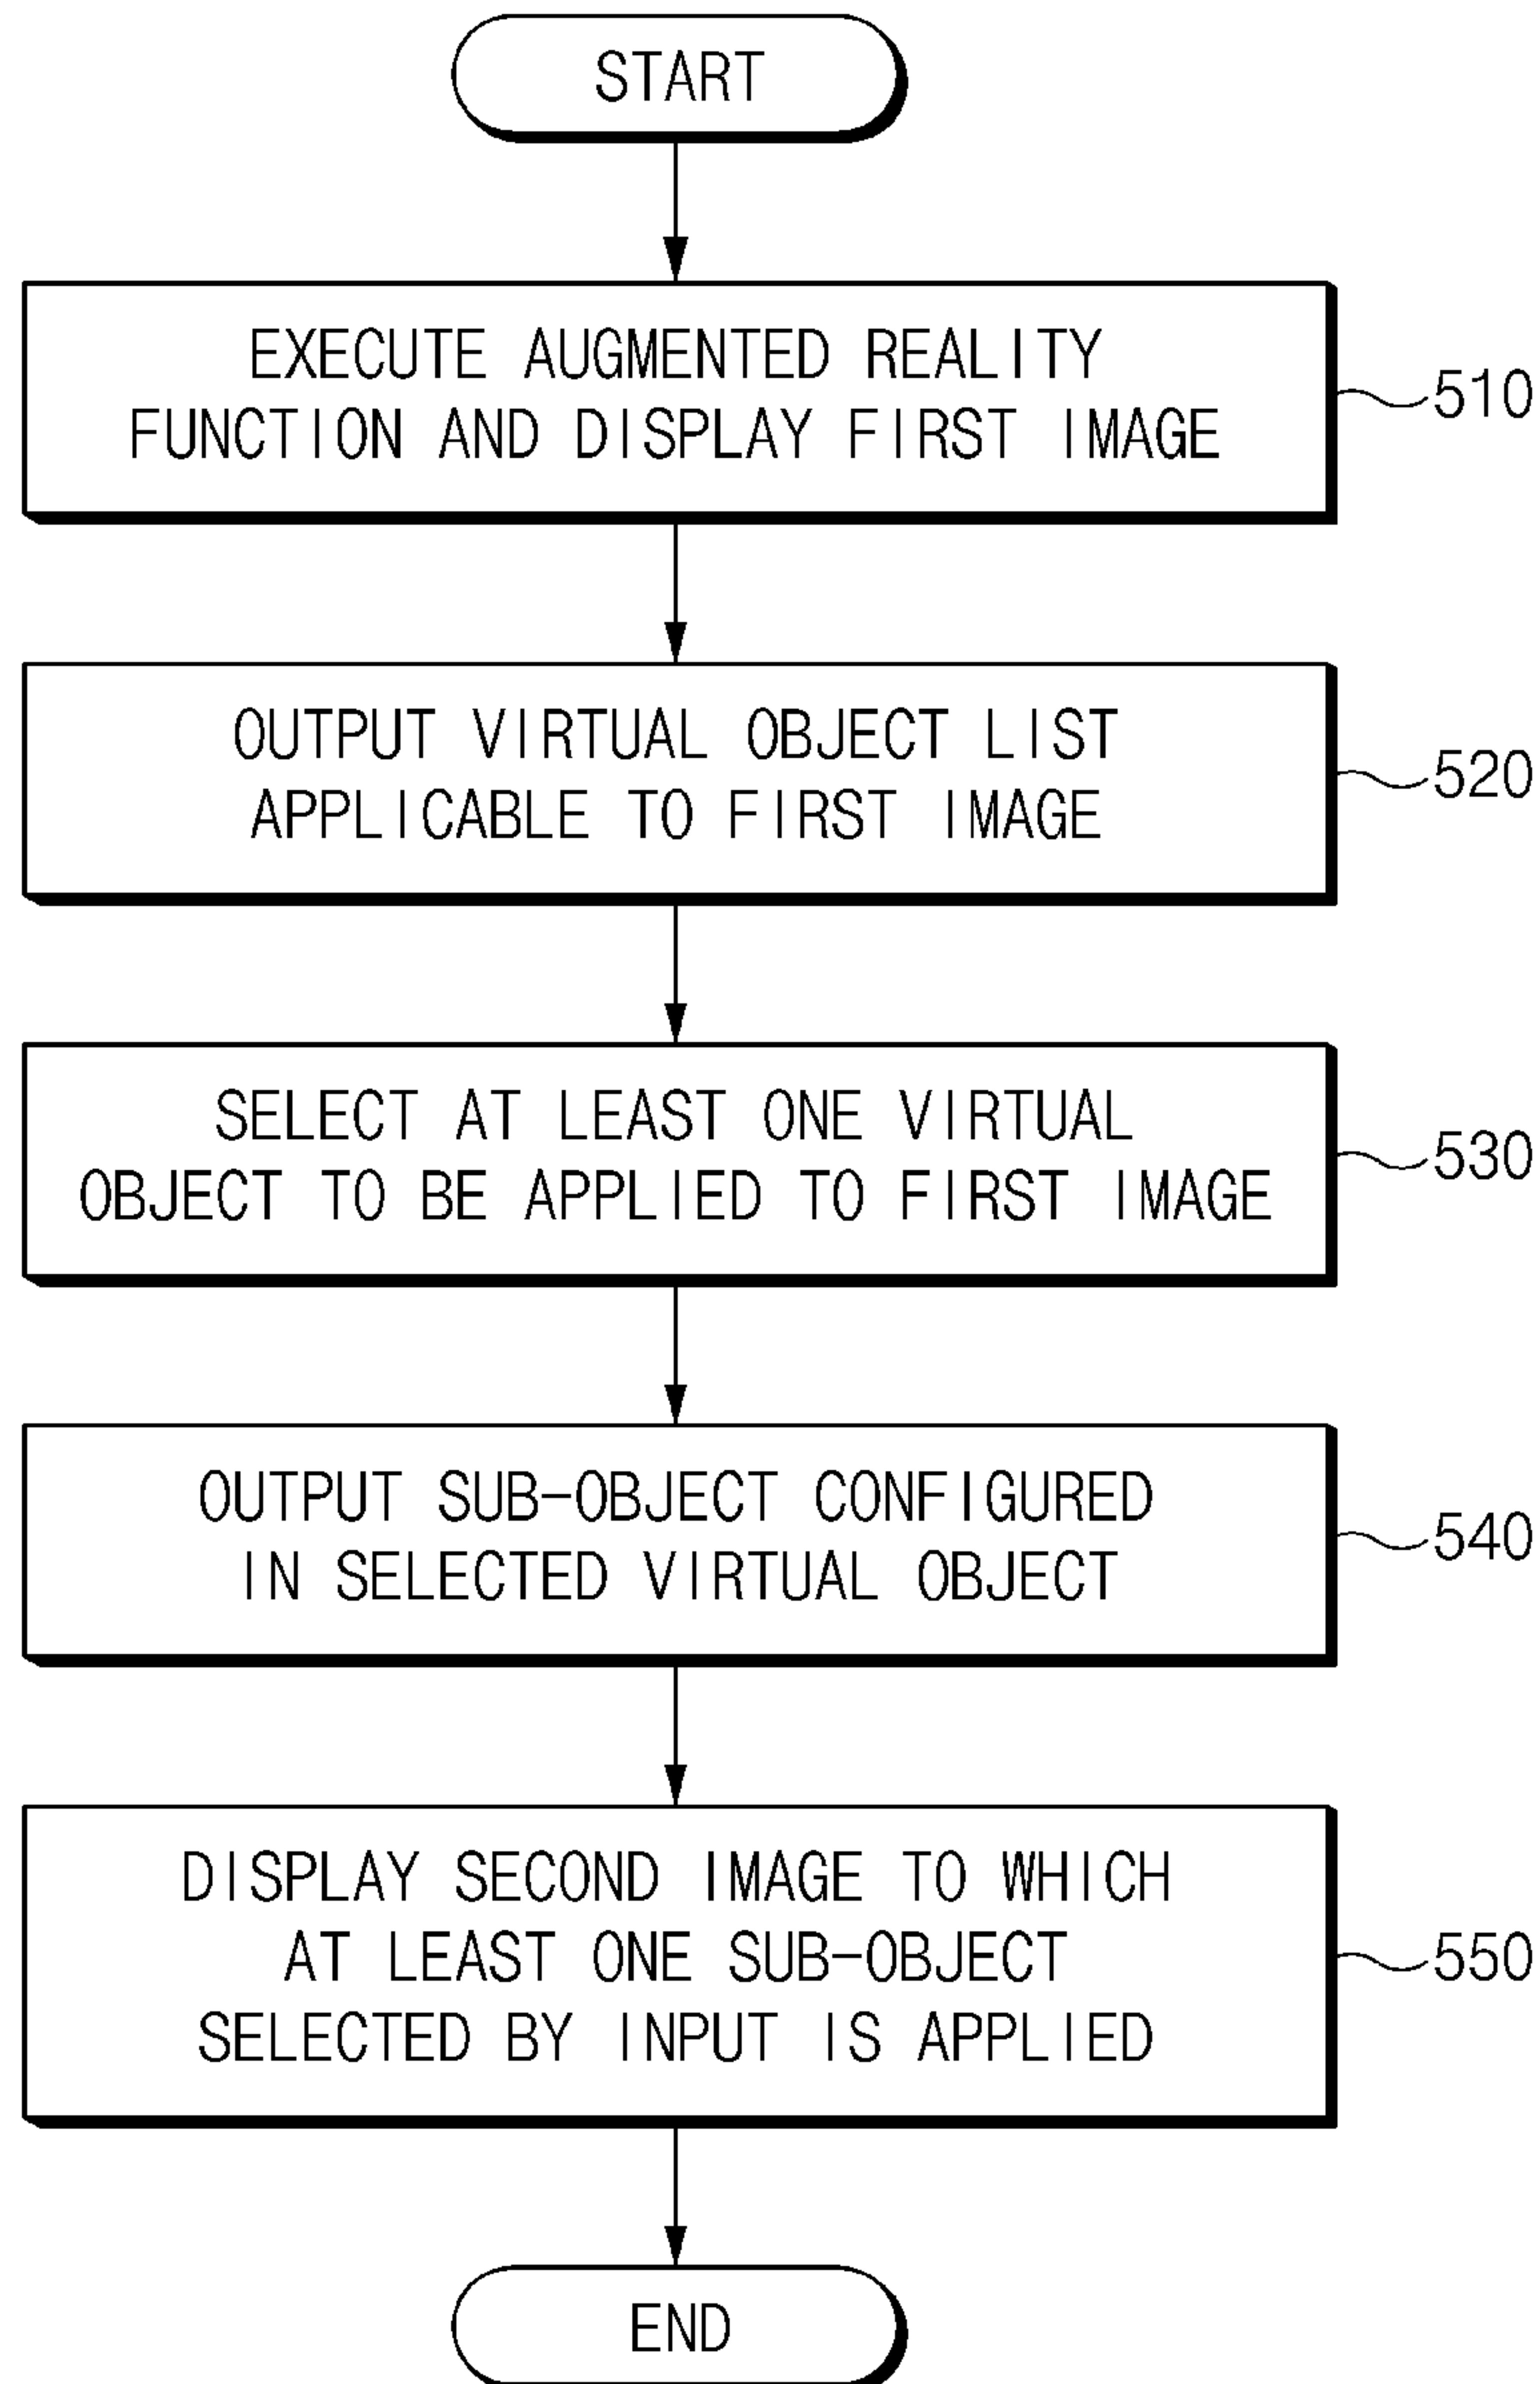 START
EXECUTE AUGMENTED REALITY
FUNCTION AND DISPLAY FIRST IMAGE
510
OUTPUT VIRTUAL OBJECT LIST
APPLICABLE TO FIRST IMAGE
520
SELECT AT LEAST ONE VIRTUAL
OBJECT TO BE APPLIED TO FIRST IMAGE
530
OUTPUT SUB-OBJECT CONFIGURED
IN SELECTED VIRTUAL OBJECT
540
DISPLAY SECOND IMAGE TO WHICH
AT LEAST ONE SUB-OBJECT
SELECTED BY INPUT IS APPLIED
550
END